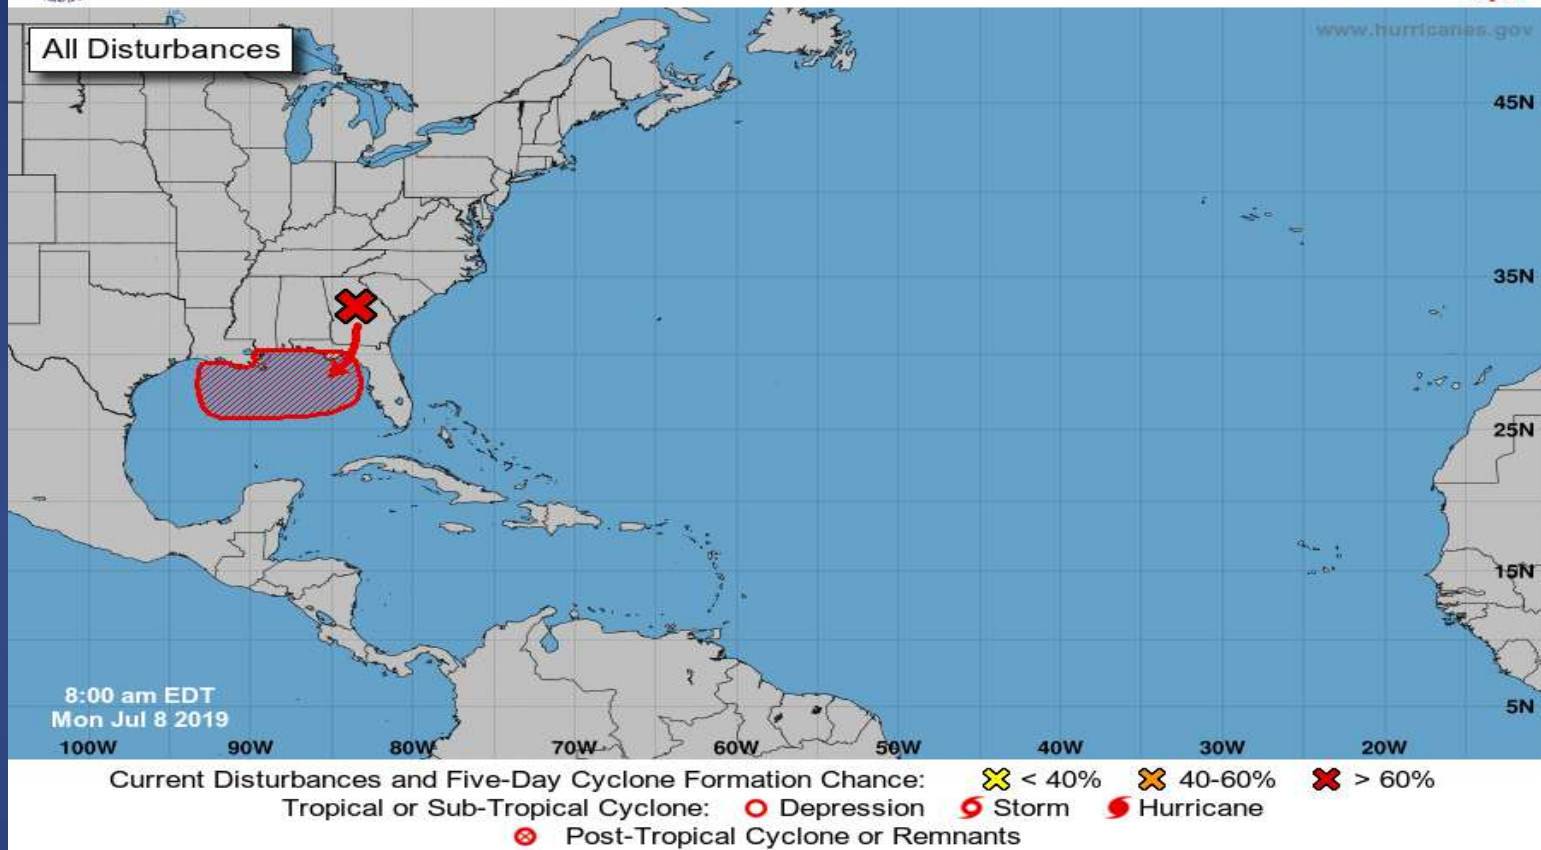 All Disturbances
www.hurricanes.gov
45N
35N
25N
15N
5N
8:00 am EDT
Mon Jul 8 2019
100W 90W 80W 70W 60W 50W 40W 30W 20W
Current Disturbances and Five-Day Cyclone Formation Chance: < 40% 40-60% > 60%
Tropical or Sub-Tropical Cyclone: Depression Storm Hurricane
Post-Tropical Cyclone or Remnants